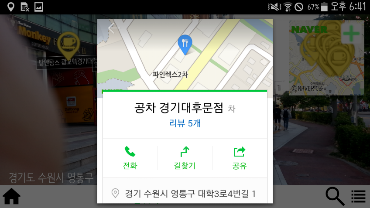 67% 오후 6:41
Monkey
NAVER
파인렉스2차
공차 경기대후문점 차
리뷰 5개
전화 길찾기 공유
경기도 수원시 영통구
경기 수원시 영통구 대학3로4번길 1